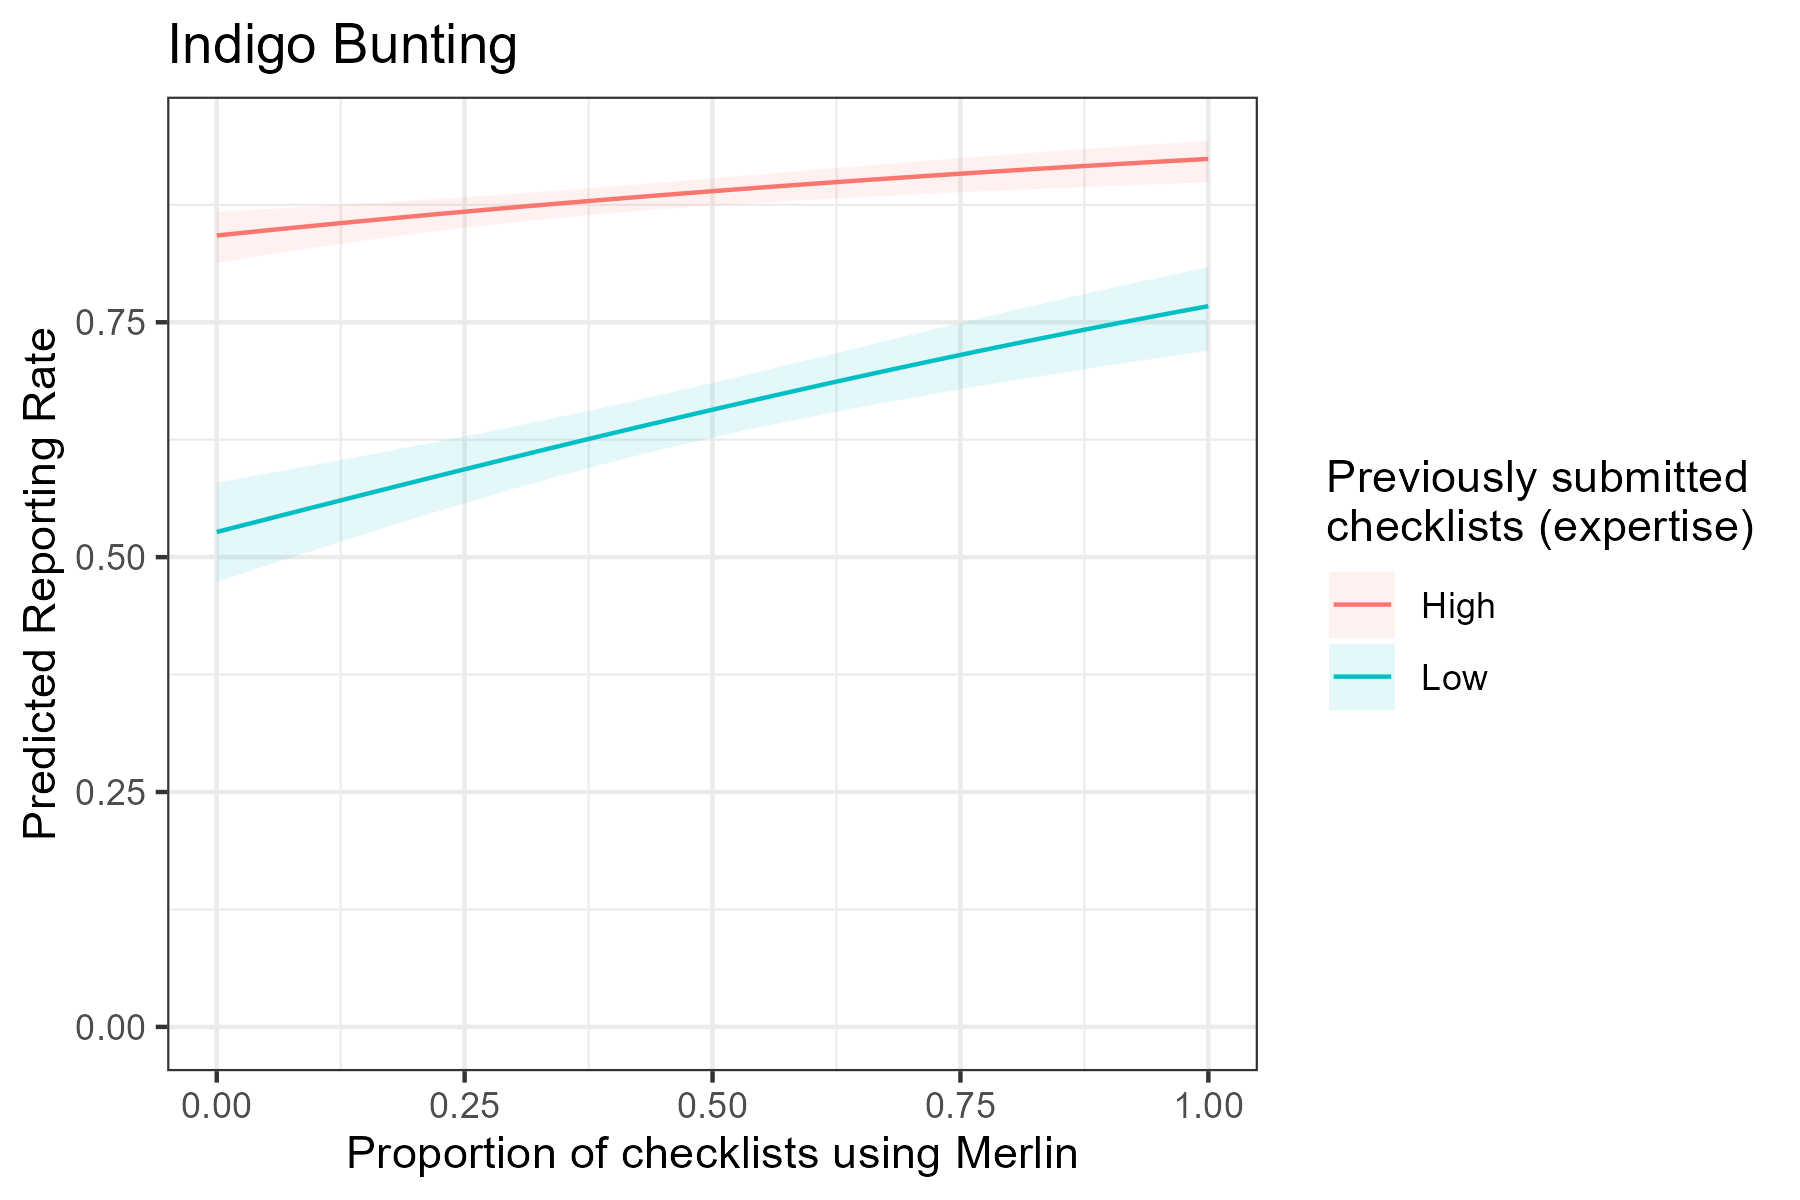 Indigo Bunting
Predicted Reporting Rate
0.75
0.50
0.25
0.00
0.00 0.25 0.50 0.75 1.00
Proportion of checklists using Merlin
Previously submitted
checklists (expertise)
High
Low